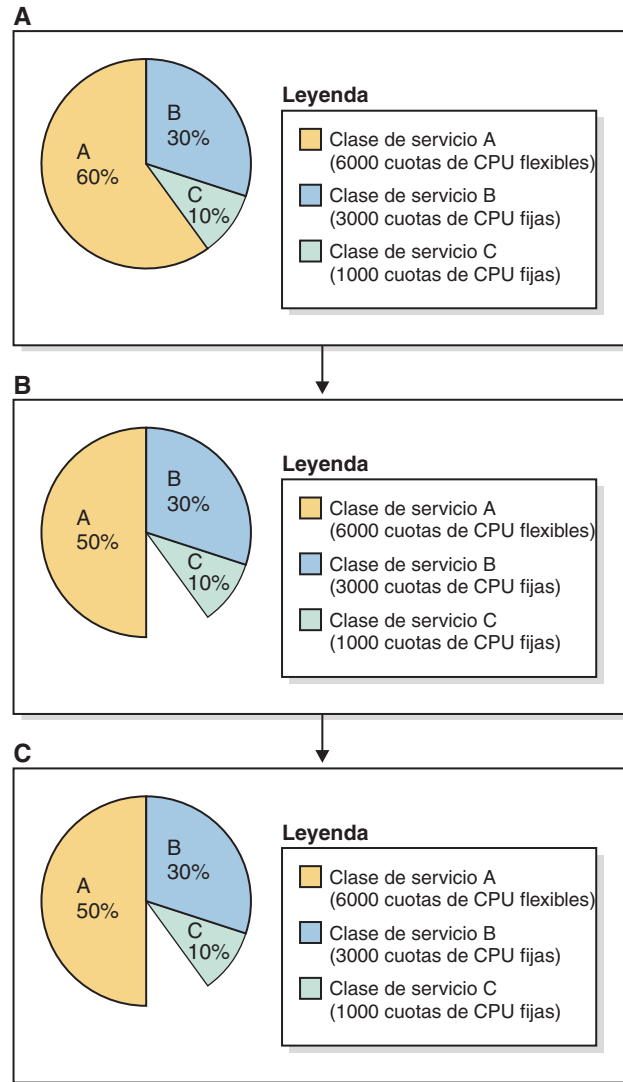 A
A
60%
B
30%
C
10%
Leyenda
Clase de servicio A
(6000 cuotas de CPU flexibles)
Clase de servicio B
(3000 cuotas de CPU fijas)
Clase de servicio C
(1000 cuotas de CPU fijas)
B
A
50%
B
30%
C
10%
Leyenda
Clase de servicio A
(6000 cuotas de CPU flexibles)
Clase de servicio B
(3000 cuotas de CPU fijas)
Clase de servicio C
(1000 cuotas de CPU fijas)
C
A
50%
B
30%
C
10%
Leyenda
Clase de servicio A
(6000 cuotas de CPU flexibles)
Clase de servicio B
(3000 cuotas de CPU fijas)
Clase de servicio C
(1000 cuotas de CPU fijas)